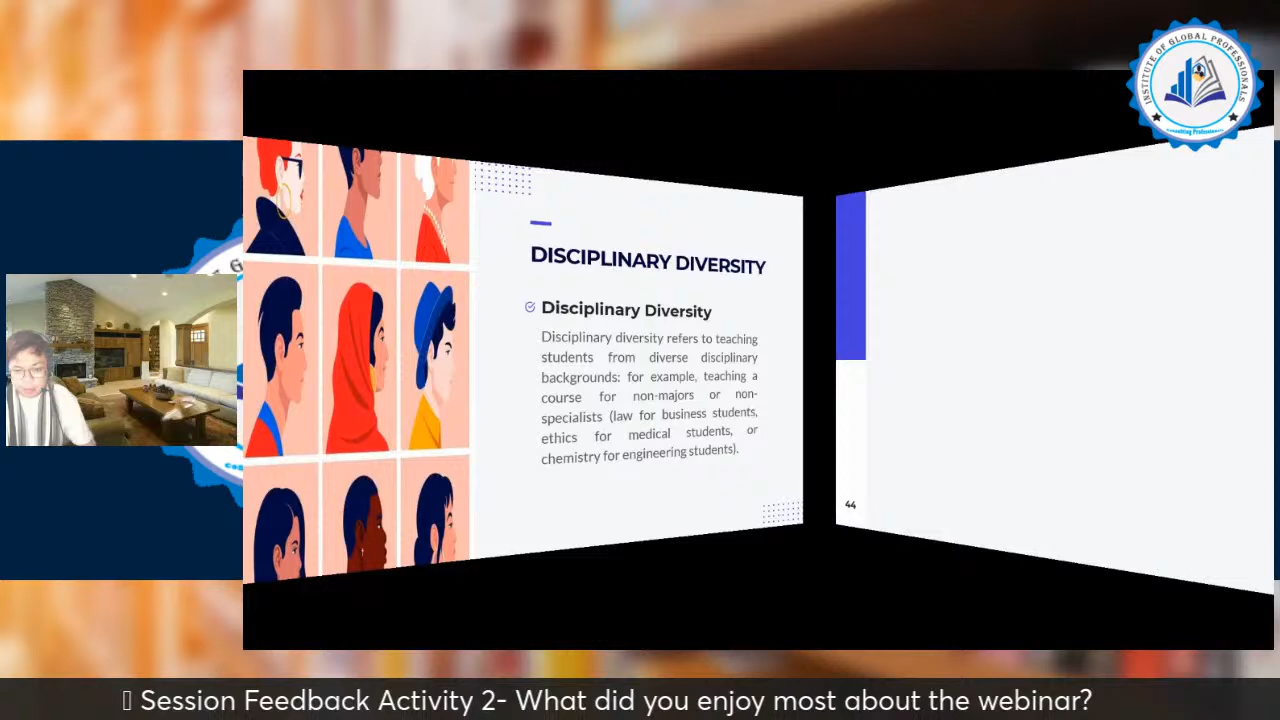 INSTITUTE OF GLOBAL PROFESSIONALS
Consulting Professionals
DISCIPLINARY DIVERSITY
Disciplinary Diversity
Disciplinary diversity refers to teaching
students from diverse disciplinary
backgrounds: for example, teaching a
course for non-majors or non-
specialists (law for business students,
ethics for medical students, or
chemistry for engineering students).
44
Session Feedback Activity 2- What did you enjoy most about the webinar?